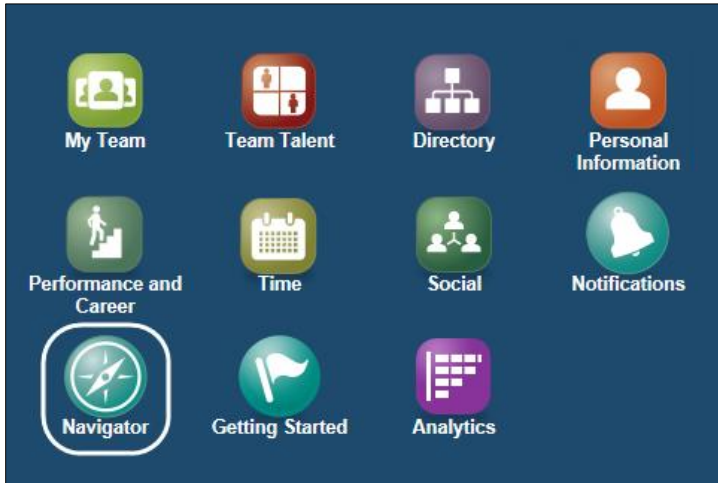 My Team
Team Talent
Directory
Personal
Information
Performance and
Career
Time
Social
Notifications
Navigator
Getting Started
Analytics